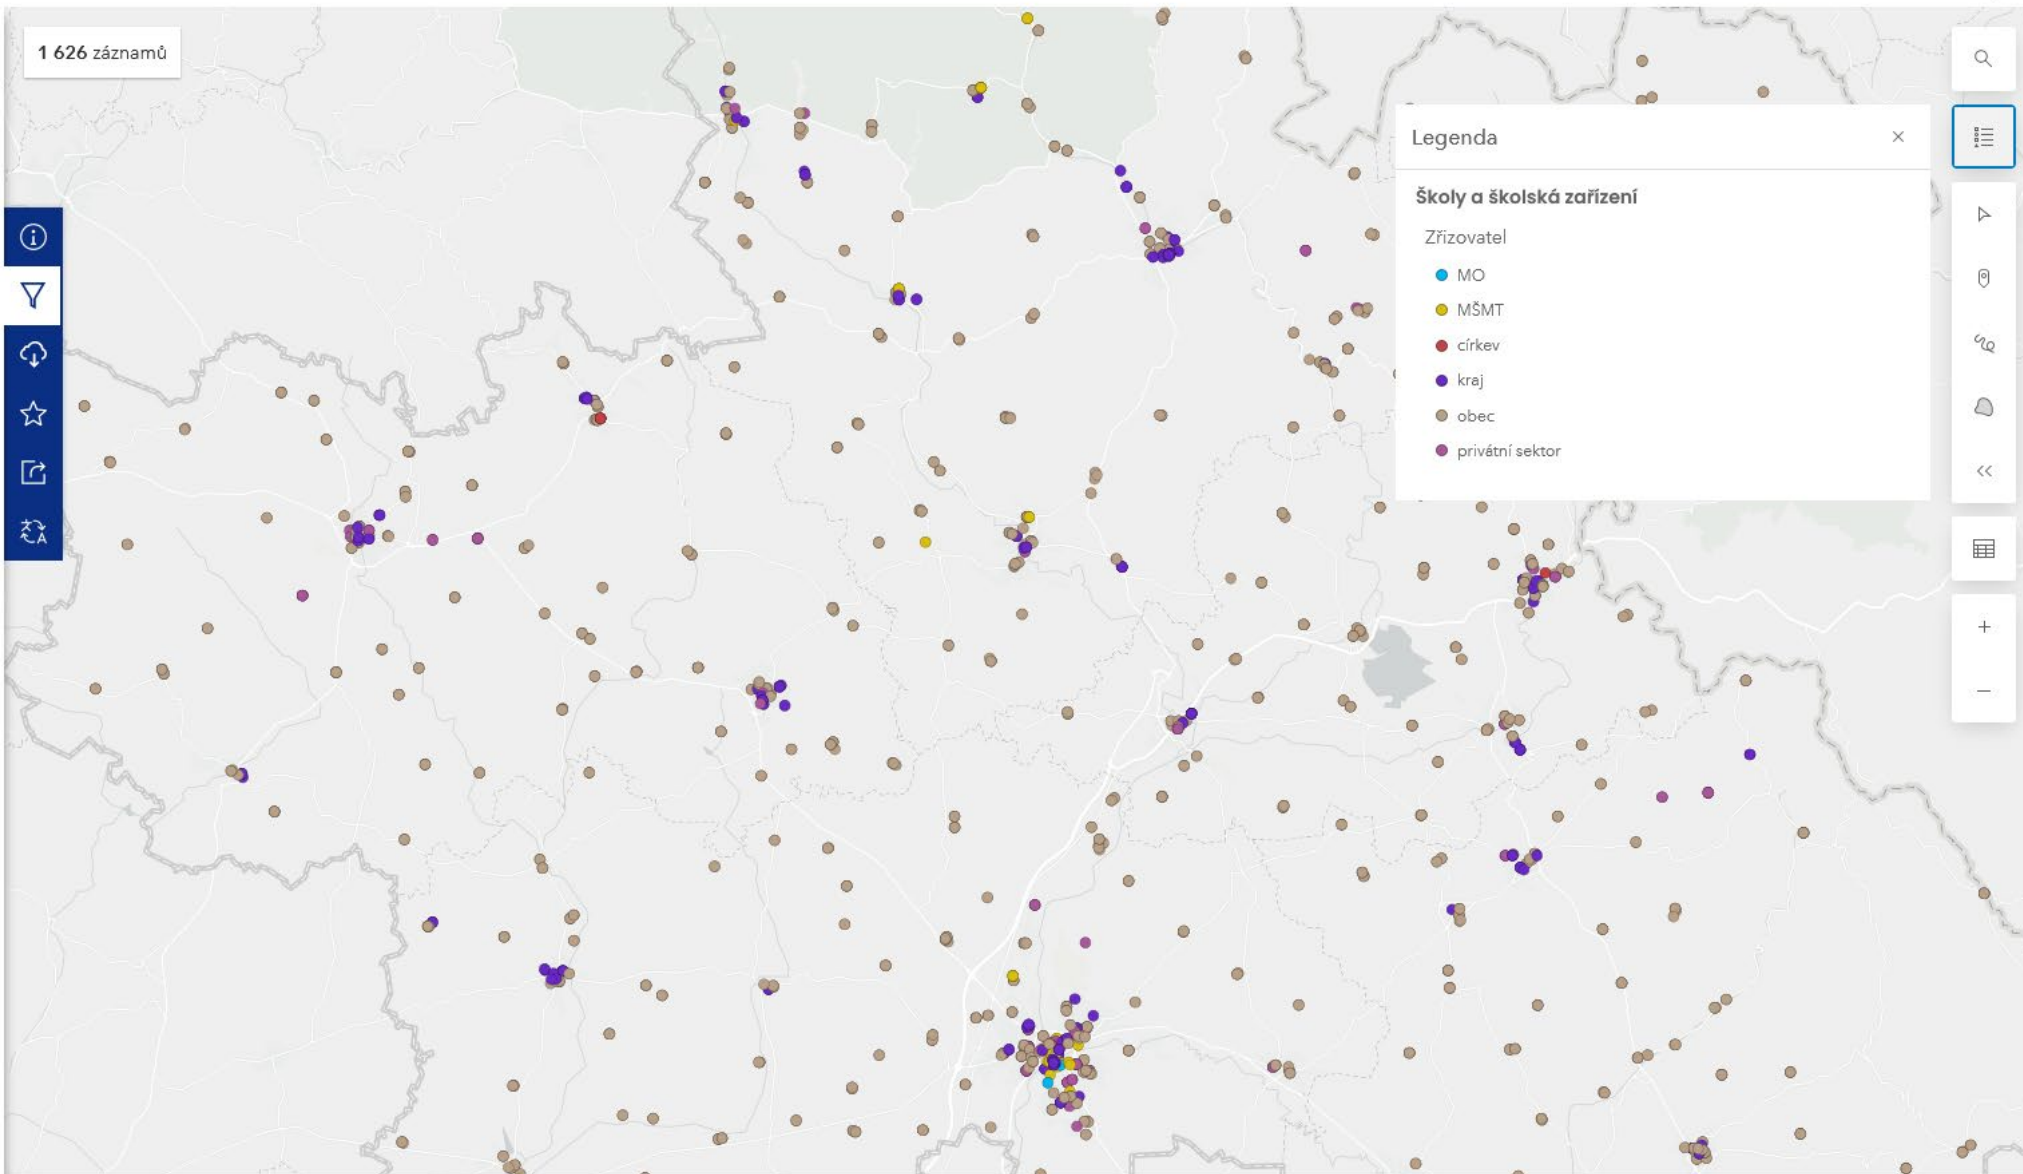 1 626 záznamů
Legenda
Školy a školská zařízení
Zřizovatel
MO
MŠMT
církev
kraj
obec
privátní sektor